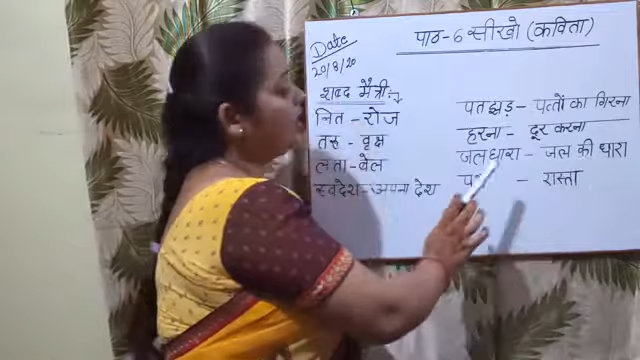 Date
20/8/20
पाठ-6 सीखो (कविता)
शब्द मैत्री :-
नित - रोज
तरु - वृक्ष
लता - बेल
स्वदेश - अपना देश
पतझड़ - पत्तों का गिरना
हरना - दूर करना
जलधारा - जल की धारा
- रास्ता